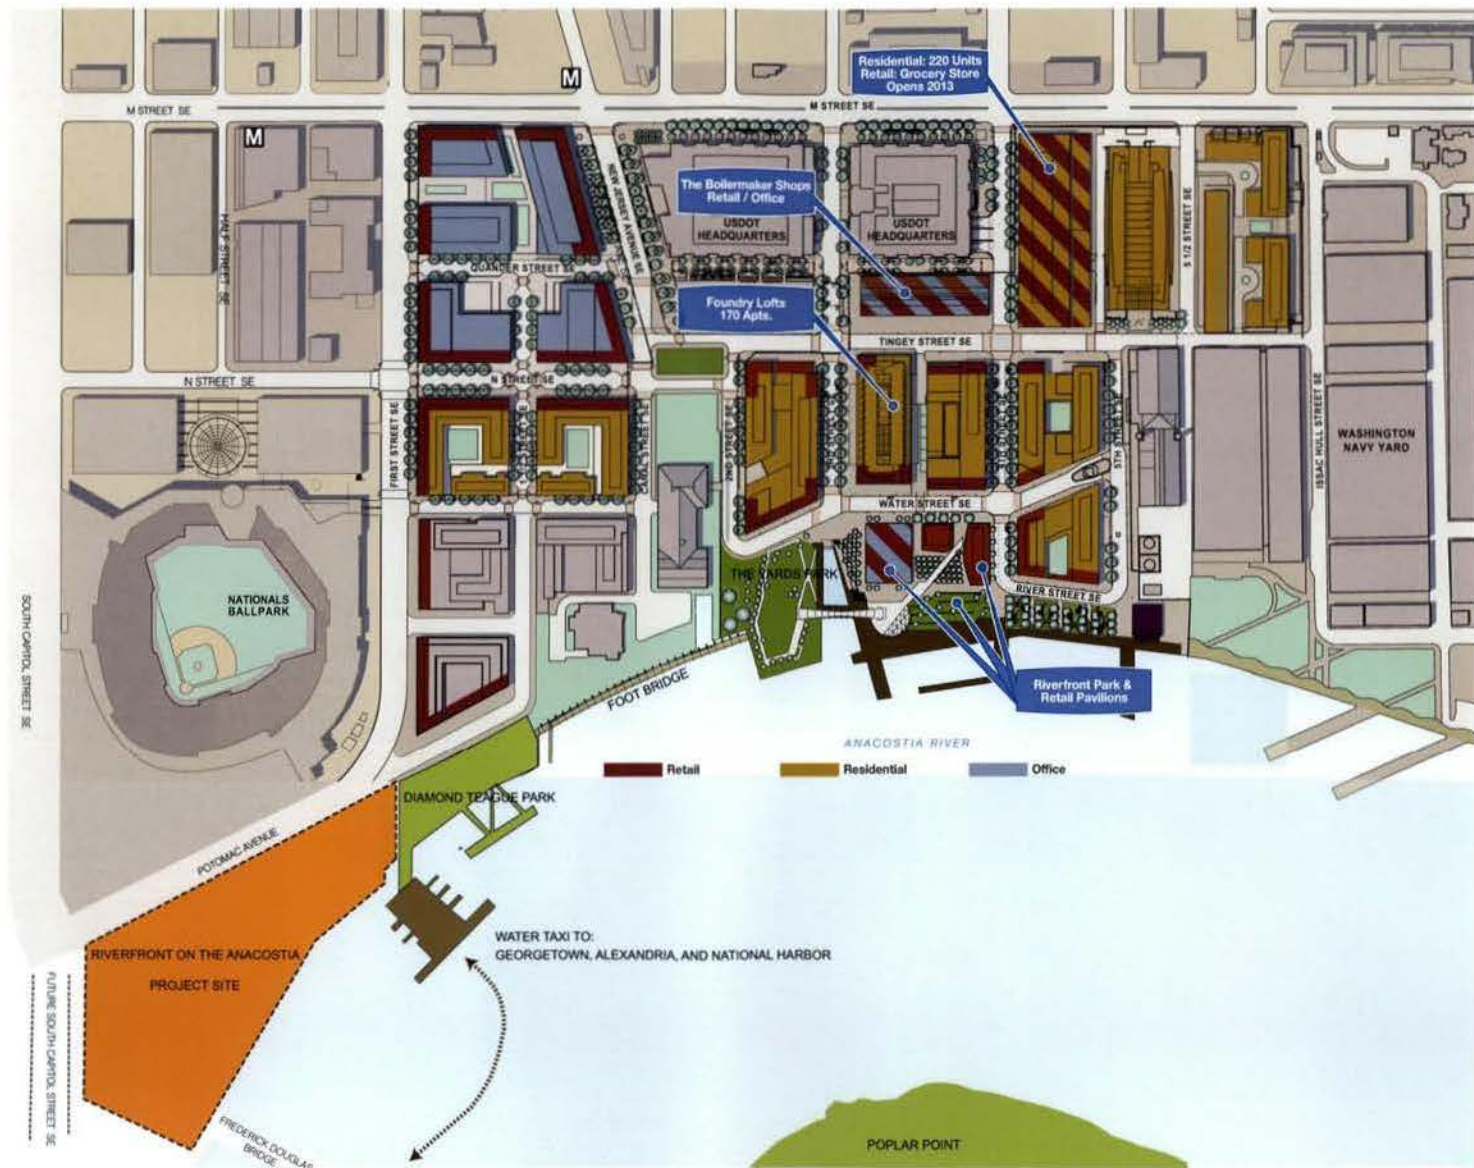 Residential: 220 Units
Retail: Grocery Store
Opens 2013
M
M STREET SE
M STREET SE
M
HALF STREET SE
NEW JERSEY AVENUE SE
The Boilermaker Shops
Retail / Office
USDOT
HEADQUARTERS
USDOT
HEADQUARTERS
5 1/2 STREET SE
QUANDER STREET SE
Foundry Lofts
170 Apts.
TINGEY STREET SE
N STREET SE
N STREET SE
FIRST STREET SE
CANAL STREET SE
2ND STREET SE
5TH STREET
ISSAC HULL STREET SE
WASHINGTON
NAVY YARD
WATER STREET SE
THE YARDS PARK
RIVER STREET SE
NATIONALS
BALLPARK
SOUTH CAPITOL STREET SE
FOOT BRIDGE
Riverfront Park &
Retail Pavilions
ANACOSTIA RIVER
Retail
Residential
Office
DIAMOND TEAGUE PARK
POTOMAC AVENUE
WATER TAXI TO:
GEORGETOWN, ALEXANDRIA, AND NATIONAL HARBOR
RIVERFRONT ON THE ANACOSTIA
PROJECT SITE
FUTURE SOUTH CAPITOL STREET SE
FREDERICK DOUGLAS
BRIDGE
POPLAR POINT